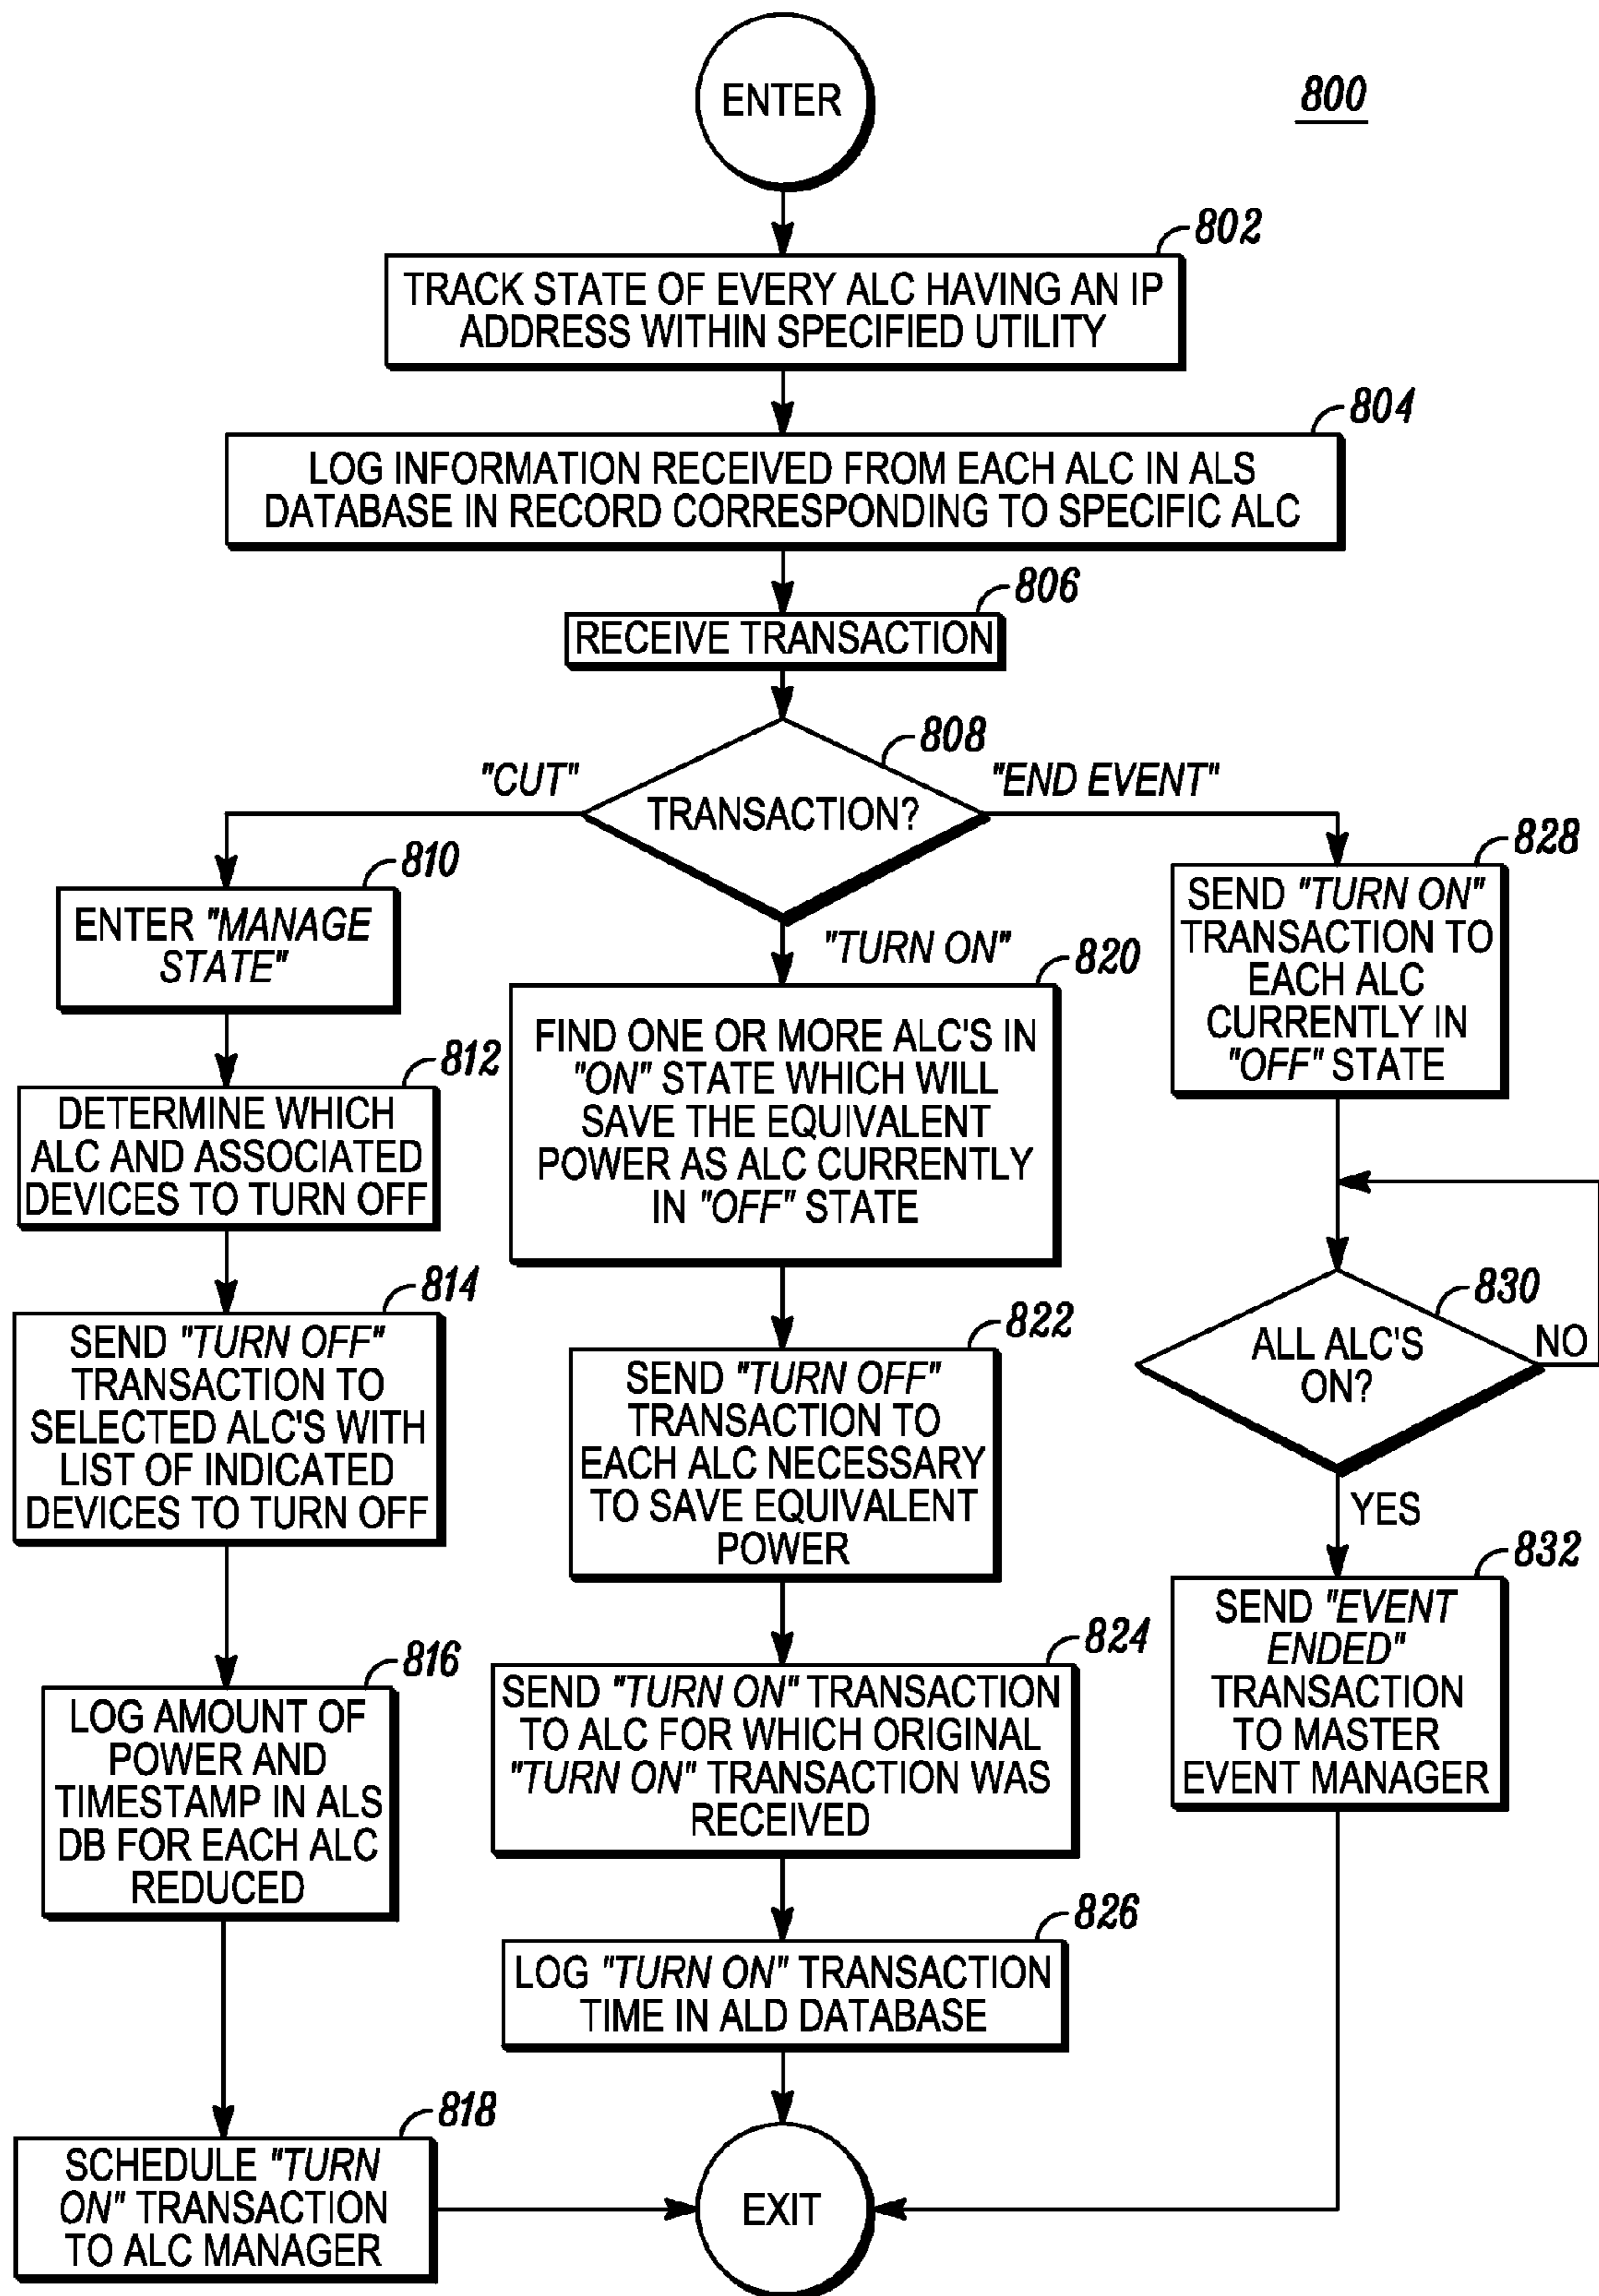 ENTER
800
802
TRACK STATE OF EVERY ALC HAVING AN IP
ADDRESS WITHIN SPECIFIED UTILITY
804
LOG INFORMATION RECEIVED FROM EACH ALC IN ALS
DATABASE IN RECORD CORRESPONDING TO SPECIFIC ALC
806
RECEIVE TRANSACTION
808
TRANSACTION?
"CUT"
"END EVENT"
"TURN ON"
810
ENTER "MANAGE
STATE"
812
DETERMINE WHICH
ALC AND ASSOCIATED
DEVICES TO TURN OFF
814
SEND "TURN OFF"
TRANSACTION TO
SELECTED ALC'S WITH
LIST OF INDICATED
DEVICES TO TURN OFF
816
LOG AMOUNT OF
POWER AND
TIMESTAMP IN ALS
DB FOR EACH ALC
REDUCED
818
SCHEDULE "TURN
ON" TRANSACTION
TO ALC MANAGER
820
FIND ONE OR MORE ALC'S IN
"ON" STATE WHICH WILL
SAVE THE EQUIVALENT
POWER AS ALC CURRENTLY
IN "OFF" STATE
822
SEND "TURN OFF"
TRANSACTION TO
EACH ALC NECESSARY
TO SAVE EQUIVALENT
POWER
824
SEND "TURN ON" TRANSACTION
TO ALC FOR WHICH ORIGINAL
"TURN ON" TRANSACTION WAS
RECEIVED
826
LOG "TURN ON" TRANSACTION
TIME IN ALD DATABASE
828
SEND "TURN ON"
TRANSACTION TO
EACH ALC
CURRENTLY IN
"OFF" STATE
830
ALL ALC'S
ON?
NO
YES
832
SEND "EVENT
ENDED"
TRANSACTION
TO MASTER
EVENT MANAGER
EXIT